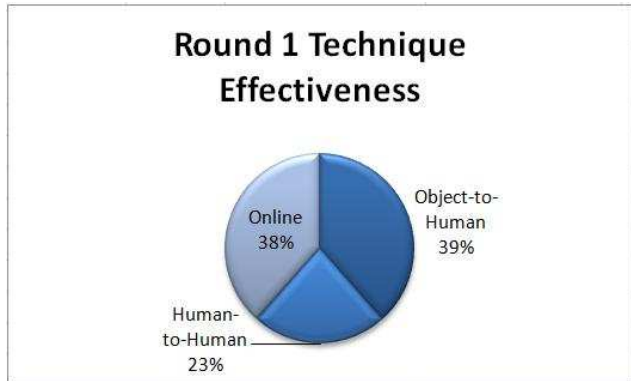 Round 1 Technique
Effectiveness
Online
38%
Object-to-
Human
39%
Human-
to-Human
23%